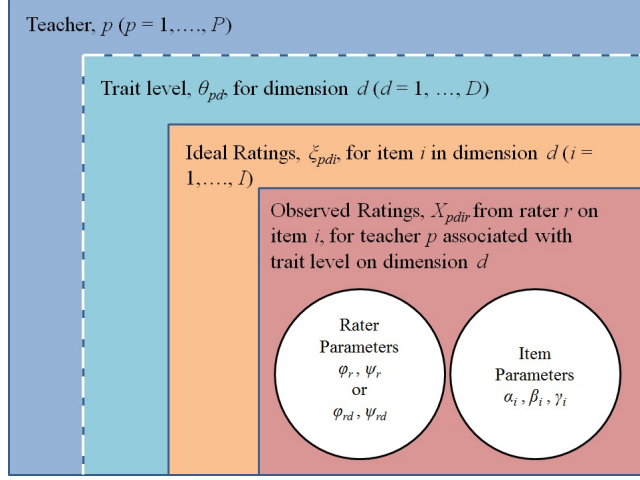 Teacher, p (p = 1,...., P)
Trait level, θpd, for dimension d (d = 1, ..., D)
Ideal Ratings, ξpdi, for item i in dimension d (i =
1,...., I)
Observed Ratings, Xpdir from rater r on
item i, for teacher p associated with
trait level on dimension d
Rater
Parameters
φr , ψr
or
φrd, ψrd
Item
Parameters
αi , βi , γi